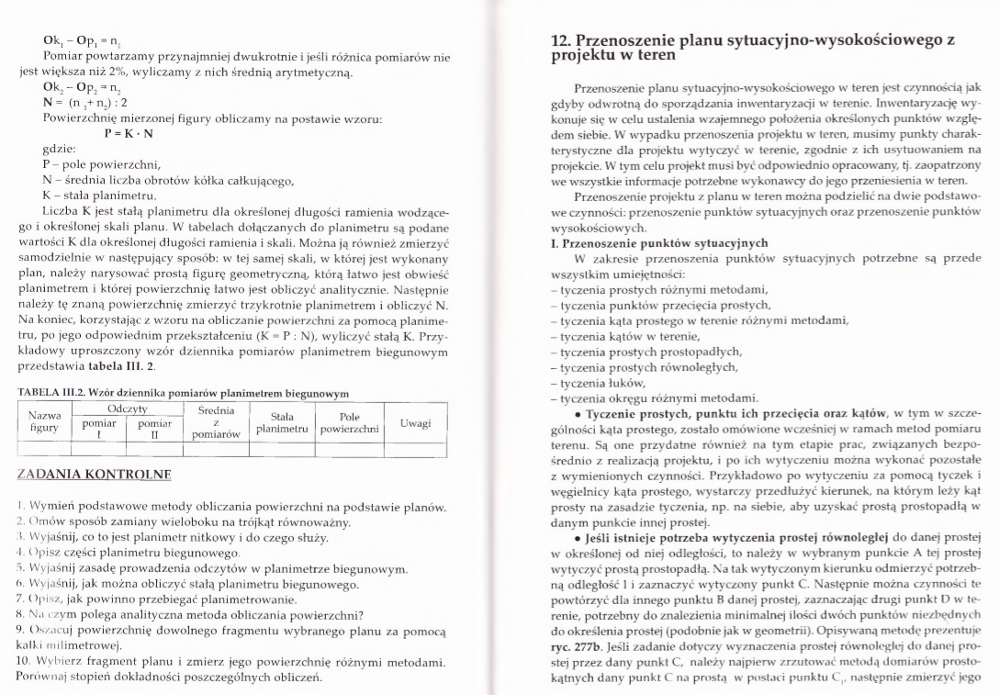 Ok₁ – Op₁ = n₁
Pomiar powtarzamy przynajmniej dwukrotnie i jeśli różnica pomiarów nie
jest większa niż 2%, wyliczamy z nich średnią arytmetyczną.
Ok₂ – Op₂ = n₂
N = (n ₁+ n₂) : 2
Powierzchnię mierzonej figury obliczamy na postawie wzoru:
P = K · N
gdzie:
P – pole powierzchni,
N – średnia liczba obrotów kółka całkującego,
K – stała planimetru.
Liczba K jest stałą planimetru dla określonej długości ramienia wodzące-
go i określonej skali planu. W tabelach dołączanych do planimetru są podane
wartości K dla określonej długości ramienia i skali. Można ją również zmierzyć
samodzielnie w następujący sposób: w tej samej skali, w której jest wykonany
plan, należy narysować prostą figurę geometryczną, którą łatwo jest obwieść
planimetrem i której powierzchnię łatwo jest obliczyć analitycznie. Następnie
należy tę znaną powierzchnię zmierzyć trzykrotnie planimetrem i obliczyć N.
Na koniec, korzystając z wzoru na obliczanie powierzchni za pomocą planime-
tru, po jego odpowiednim przekształceniu (K = P : N), wyliczyć stałą K. Przy-
kładowy uproszczony wzór dziennika pomiarów planimetrem biegunowym
przedstawia tabela III. 2.
TABELA III.2. Wzór dziennika pomiarów planimetrem biegunowym
Nazwa figury
Odczyty
pomiar I
pomiar II
Średnia z pomiarów
Stała planimetru
Pole powierzchni
Uwagi
ZADANIA KONTROLNE
1. Wymień podstawowe metody obliczania powierzchni na podstawie planów.
2. Omów sposób zamiany wieloboku na trójkąt równoważny.
3. Wyjaśnij, co to jest planimetr nitkowy i do czego służy.
4. Opisz części planimetru biegunowego.
5. Wyjaśnij zasadę prowadzenia odczytów w planimetrze biegunowym.
6. Wyjaśnij, jak można obliczyć stałą planimetru biegunowego.
7. Opisz, jak powinno przebiegać planimetrowanie.
8. Na czym polega analityczna metoda obliczania powierzchni?
9. Oszacuj powierzchnię dowolnego fragmentu wybranego planu za pomocą
kalki milimetrowej.
10. Wybierz fragment planu i zmierz jego powierzchnię różnymi metodami.
Porównaj stopień dokładności poszczególnych obliczeń.
12. Przenoszenie planu sytuacyjno-wysokościowego z
projektu w teren
Przenoszenie planu sytuacyjno-wysokościowego w teren jest czynnością jak
gdyby odwrotną do sporządzania inwentaryzacji w terenie. Inwentaryzację wy-
konuje się w celu ustalenia wzajemnego położenia określonych punktów wzglę-
dem siebie. W wypadku przenoszenia projektu w teren, musimy punkty charak-
terystyczne dla projektu wytyczyć w terenie, zgodnie z ich usytuowaniem na
projekcie. W tym celu projekt musi być odpowiednio opracowany, tj. zaopatrzony
we wszystkie informacje potrzebne wykonawcy do jego przeniesienia w teren.
Przenoszenie projektu z planu w teren można podzielić na dwie podstawo-
we czynności: przenoszenie punktów sytuacyjnych oraz przenoszenie punktów
wysokościowych.
I. Przenoszenie punktów sytuacyjnych
W zakresie przenoszenia punktów sytuacyjnych potrzebne są przede
wszystkim umiejętności:
– tyczenia prostych różnymi metodami,
– tyczenia punktów przecięcia prostych,
– tyczenia kąta prostego w terenie różnymi metodami,
– tyczenia kątów w terenie,
– tyczenia prostych prostopadłych,
– tyczenia prostych równoległych,
– tyczenia łuków,
– tyczenia okręgu różnymi metodami.
• Tyczenie prostych, punktu ich przecięcia oraz kątów, w tym w szcze-
gólności kąta prostego, zostało omówione wcześniej w ramach metod pomiaru
terenu. Są one przydatne również na tym etapie prac, związanych bezpo-
średnio z realizacją projektu, i po ich wytyczeniu można wykonać pozostałe
z wymienionych czynności. Przykładowo po wytyczeniu za pomocą tyczek i
węgielnicy kąta prostego, wystarczy przedłużyć kierunek, na którym leży kąt
prosty na zasadzie tyczenia, np. na siebie, aby uzyskać prostą prostopadłą w
danym punkcie innej prostej.
• Jeśli istnieje potrzeba wytyczenia prostej równoległej do danej prostej
w określonej od niej odległości, to należy w wybranym punkcie A tej prostej
wytyczyć prostą prostopadłą. Na tak wytyczonym kierunku odmierzyć potrzeb-
ną odległość l i zaznaczyć wytyczony punkt C. Następnie można czynności te
powtórzyć dla innego punktu B danej prostej, zaznaczając drugi punkt D w te-
renie, potrzebny do znalezienia minimalnej ilości dwóch punktów niezbędnych
do określenia prostej (podobnie jak w geometrii). Opisywaną metodę prezentuje
ryc. 277b. Jeśli zadanie dotyczy wyznaczenia prostej równoległej do danej pro-
stej przez dany punkt C, należy najpierw zrzutować metodą domiarów prosto-
kątnych dany punkt C na prostą w postaci punktu C₁, następnie zmierzyć jego